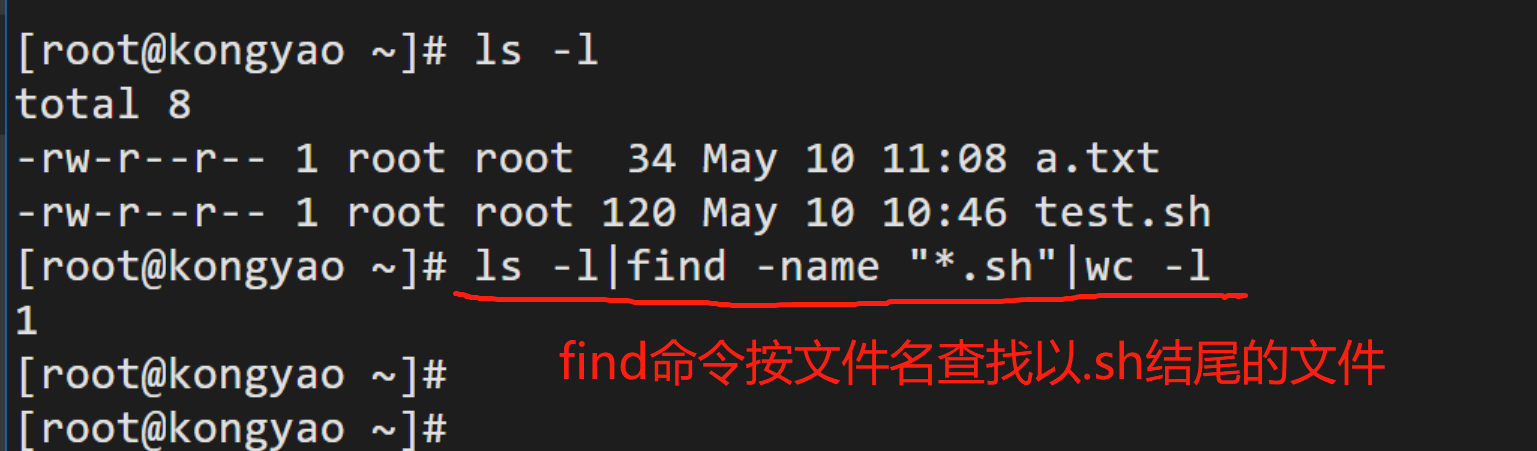 [root@kongyao ~]# ls -l
total 8
-rw-r--r-- 1 root root  34 May 10 11:08 a.txt
-rw-r--r-- 1 root root 120 May 10 10:46 test.sh
[root@kongyao ~]# ls -l|find -name "*.sh"|wc -l
1
find命令按文件名查找以.sh结尾的文件
[root@kongyao ~]#
[root@kongyao ~]#